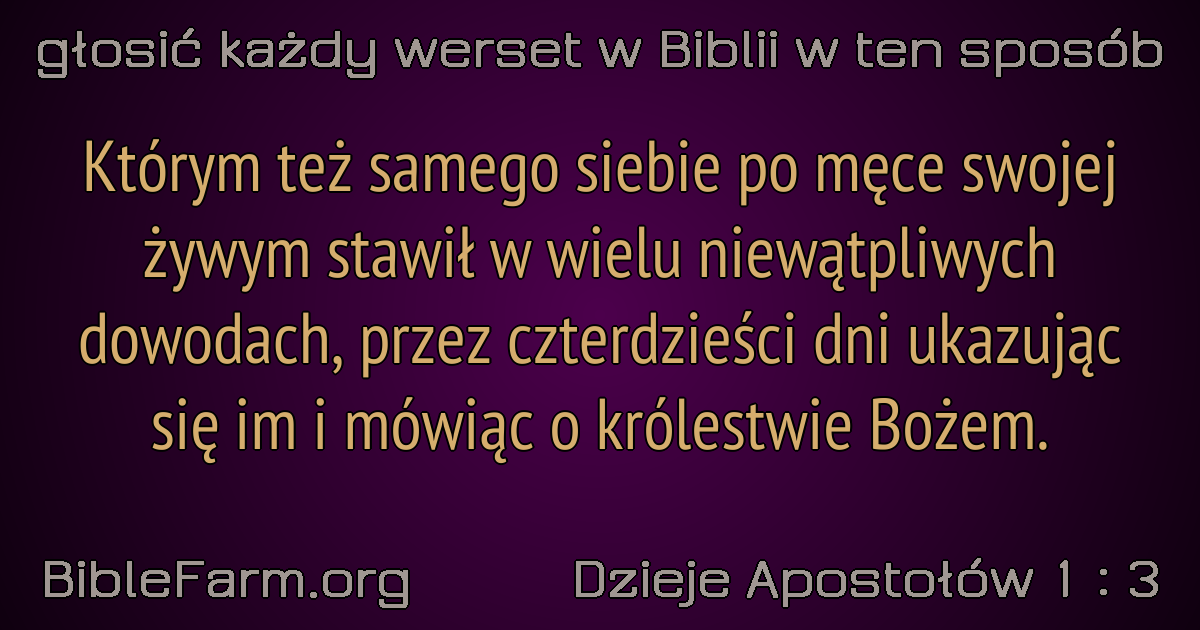 głosić każdy werset w Biblii w ten sposób
Którym też samego siebie po męce swojej
żywym stawił w wielu niewątpliwych
dowodach, przez czterdzieści dni ukazując
się im i mówiąc o królestwie Bożem.
BibleFarm.org
Dzieje Apostołów 1 : 3